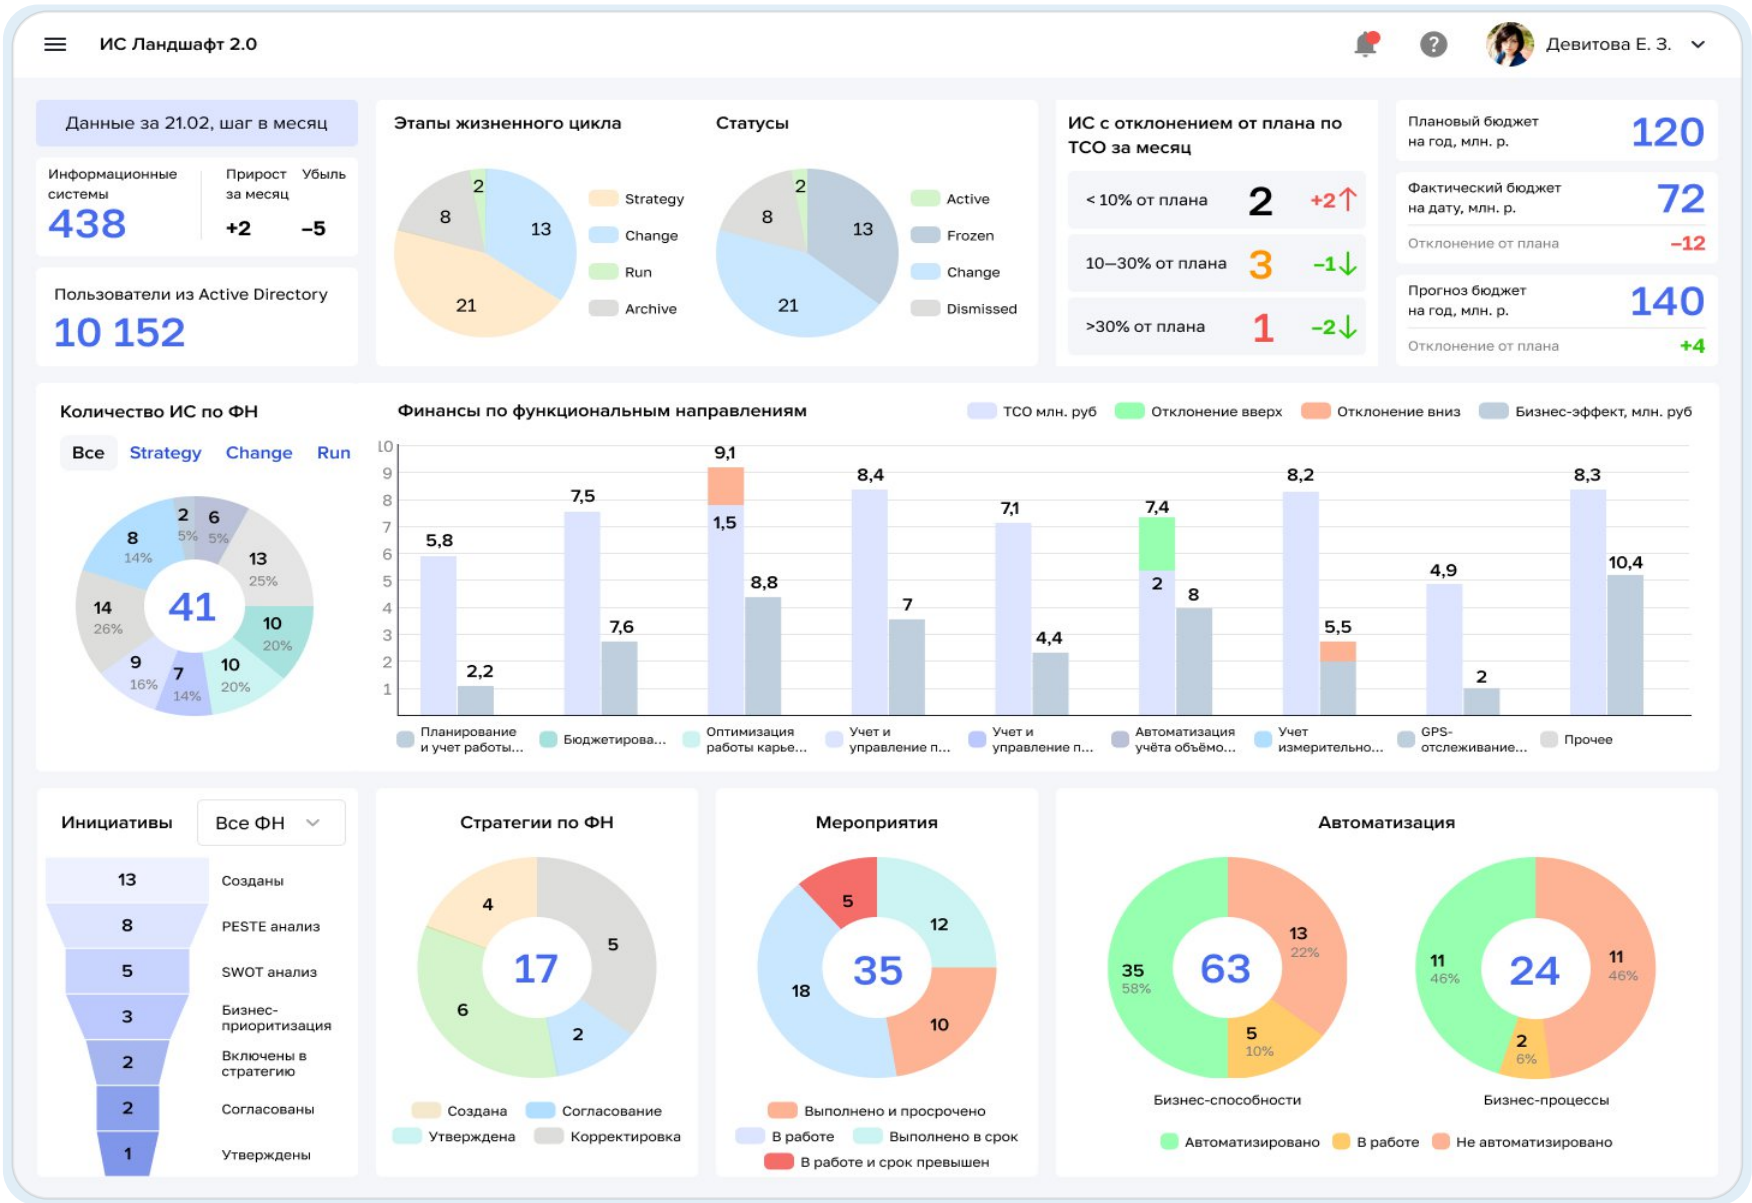 ИС Ландшафт 2.0
?
Девитова Е. З.
Данные за 21.02, шаг в месяц
Информационные
системы
438
Прирост
за месяц
+2
Убыль
–5
Пользователи из Active Directory
10 152
Этапы жизненного цикла
2
13
8
21
Strategy
Change
Run
Archive
Статусы
2
13
8
21
Active
Frozen
Change
Dismissed
ИС с отклонением от плана по
ТСО за месяц
< 10% от плана 2 +2↑
10—30% от плана 3 –1↓
>30% от плана 1 –2↓
Плановый бюджет
на год, млн. р.
120
Фактический бюджет
на дату, млн. р.
72
Отклонение от плана –12
Прогноз бюджет
на год, млн. р.
140
Отклонение от плана +4
Количество ИС по ФН
Все Strategy Change Run
2
5%
6
5%
13
25%
10
20%
10
20%
7
14%
9
16%
14
26%
8
14%
41
Финансы по функциональным направлениям
ТСО млн. руб
Отклонение вверх
Отклонение вниз
Бизнес-эффект, млн. руб
10
9
8
7
6
5
4
3
2
1
5,8
2,2
7,5
7,6
9,1
1,5
8,8
8,4
7
7,1
4,4
7,4
2
8
8,2
5,5
4,9
2
8,3
10,4
Планирование
и учет работы...
Бюджетирова...
Оптимизация
работы карье...
Учет и
управление п...
Учет и
управление п...
Автоматизация
учёта объёмо...
Учет
измерительно...
GPS-
отслеживание...
Прочее
Инициативы
Все ФН
13 Созданы
8 PESTE анализ
5 SWOT анализ
3 Бизнес-
приоритизация
2 Включены в
стратегию
2 Согласованы
1 Утверждены
Стратегии по ФН
4
5
6
2
17
Создана
Согласование
Утверждена
Корректировка
Мероприятия
5
12
18
10
35
Выполнено и просрочено
В работе
Выполнено в срок
В работе и срок превышен
Автоматизация
35
58%
13
22%
5
10%
63
Бизнес-способности
11
46%
11
46%
2
6%
24
Бизнес-процессы
Автоматизировано
В работе
Не автоматизировано